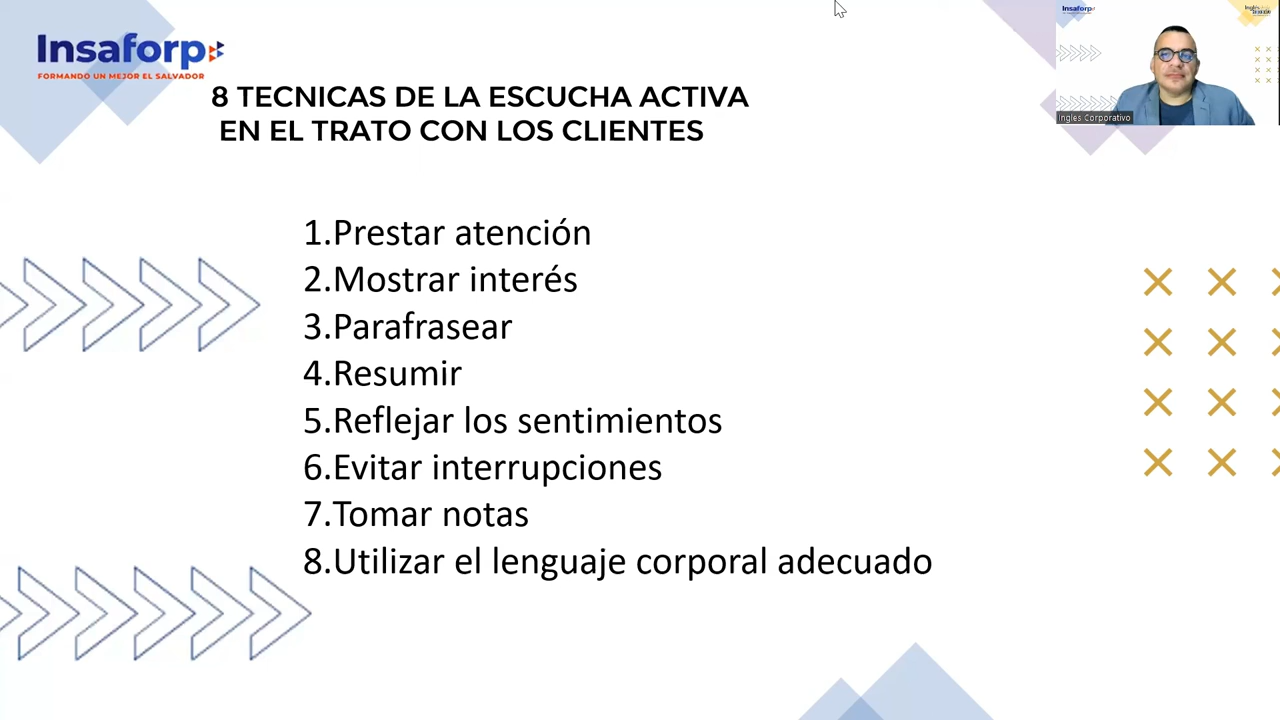 Insaforp
FORMANDO UN MEJOR EL SALVADOR
8 TECNICAS DE LA ESCUCHA ACTIVA
EN EL TRATO CON LOS CLIENTES
1.Prestar atención
2.Mostrar interés
3.Parafrasear
4.Resumir
5.Reflejar los sentimientos
6.Evitar interrupciones
7.Tomar notas
8.Utilizar el lenguaje corporal adecuado
Insaforp
Ingles Corporativo